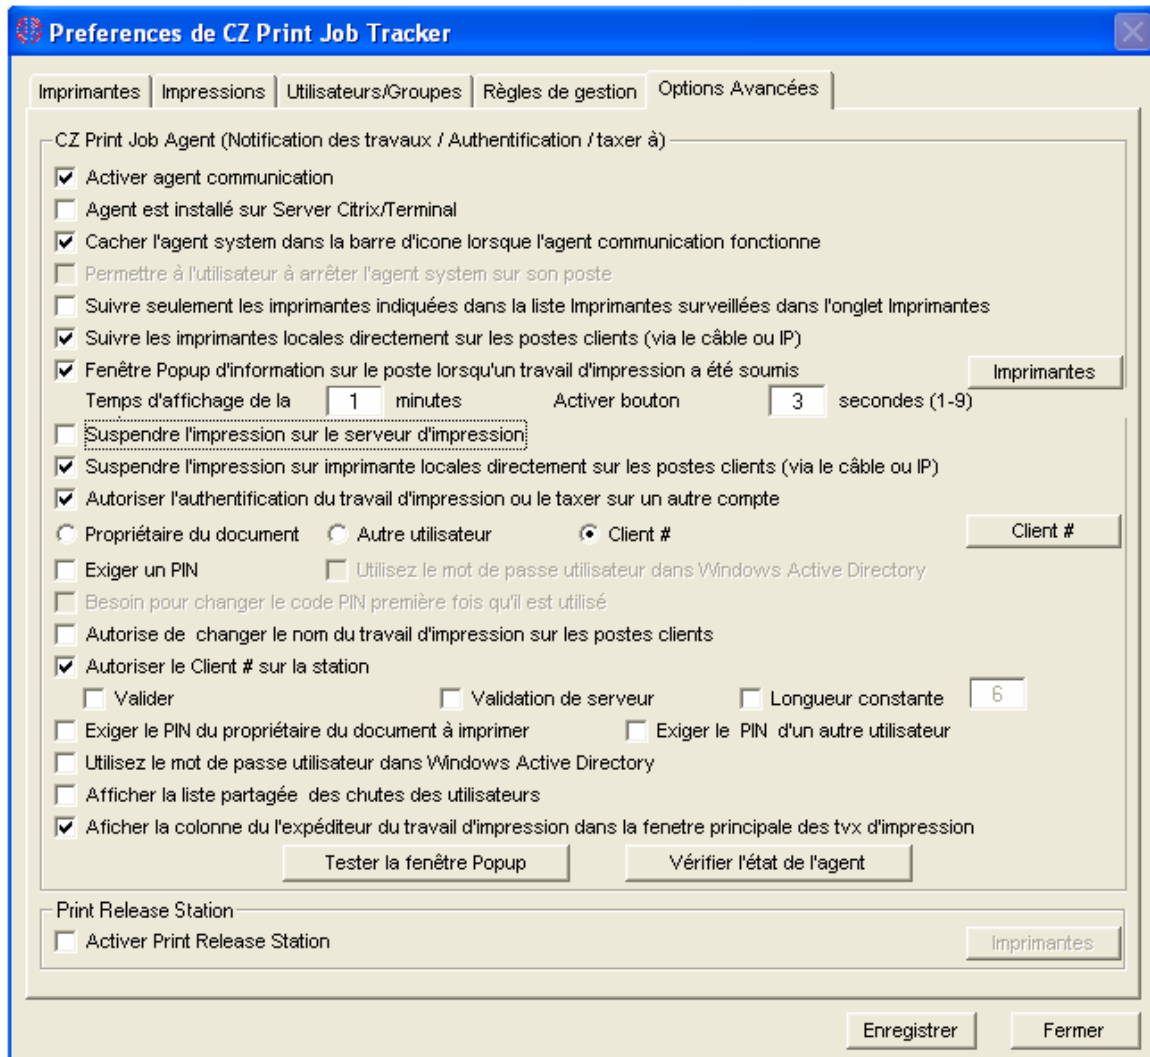 Preferences de CZ Print Job Tracker
Imprimantes Impressions Utilisateurs/Groupes Règles de gestion Options Avancées
CZ Print Job Agent (Notification des travaux / Authentification / taxer à)
Activer agent communication
Agent est installé sur Server Citrix/Terminal
Cacher l'agent system dans la barre d'icone lorsque l'agent communication fonctionne
Permettre à l'utilisateur à arrêter l'agent system sur son poste
Suivre seulement les imprimantes indiquées dans la liste Imprimantes surveillées dans l'onglet Imprimantes
Suivre les imprimantes locales directement sur les postes clients (via le câble ou IP)
Fenêtre Popup d'information sur le poste lorsqu'un travail d'impression a été soumis Imprimantes
Temps d'affichage de la 1 minutes Activer bouton 3 secondes (1-9)
Suspendre l'impression sur le serveur d'impression
Suspendre l'impression sur imprimante locales directement sur les postes clients (via le câble ou IP)
Autoriser l'authentification du travail d'impression ou le taxer sur un autre compte
Propriétaire du document Autre utilisateur Client # Client #
Exiger un PIN Utilisez le mot de passe utilisateur dans Windows Active Directory
Besoin pour changer le code PIN première fois qu'il est utilisé
Autorise de changer le nom du travail d'impression sur les postes clients
Autoriser le Client # sur la station
Valider Validation de serveur Longueur constante 6
Exiger le PIN du propriétaire du document à imprimer Exiger le PIN d'un autre utilisateur
Utilisez le mot de passe utilisateur dans Windows Active Directory
Afficher la liste partagée des chutes des utilisateurs
Aficher la colonne du l'expéditeur du travail d'impression dans la fenetre principale des tvx d'impression
Tester la fenêtre Popup Vérifier l'état de l'agent
Print Release Station
Activer Print Release Station Imprimantes
Enregistrer Fermer